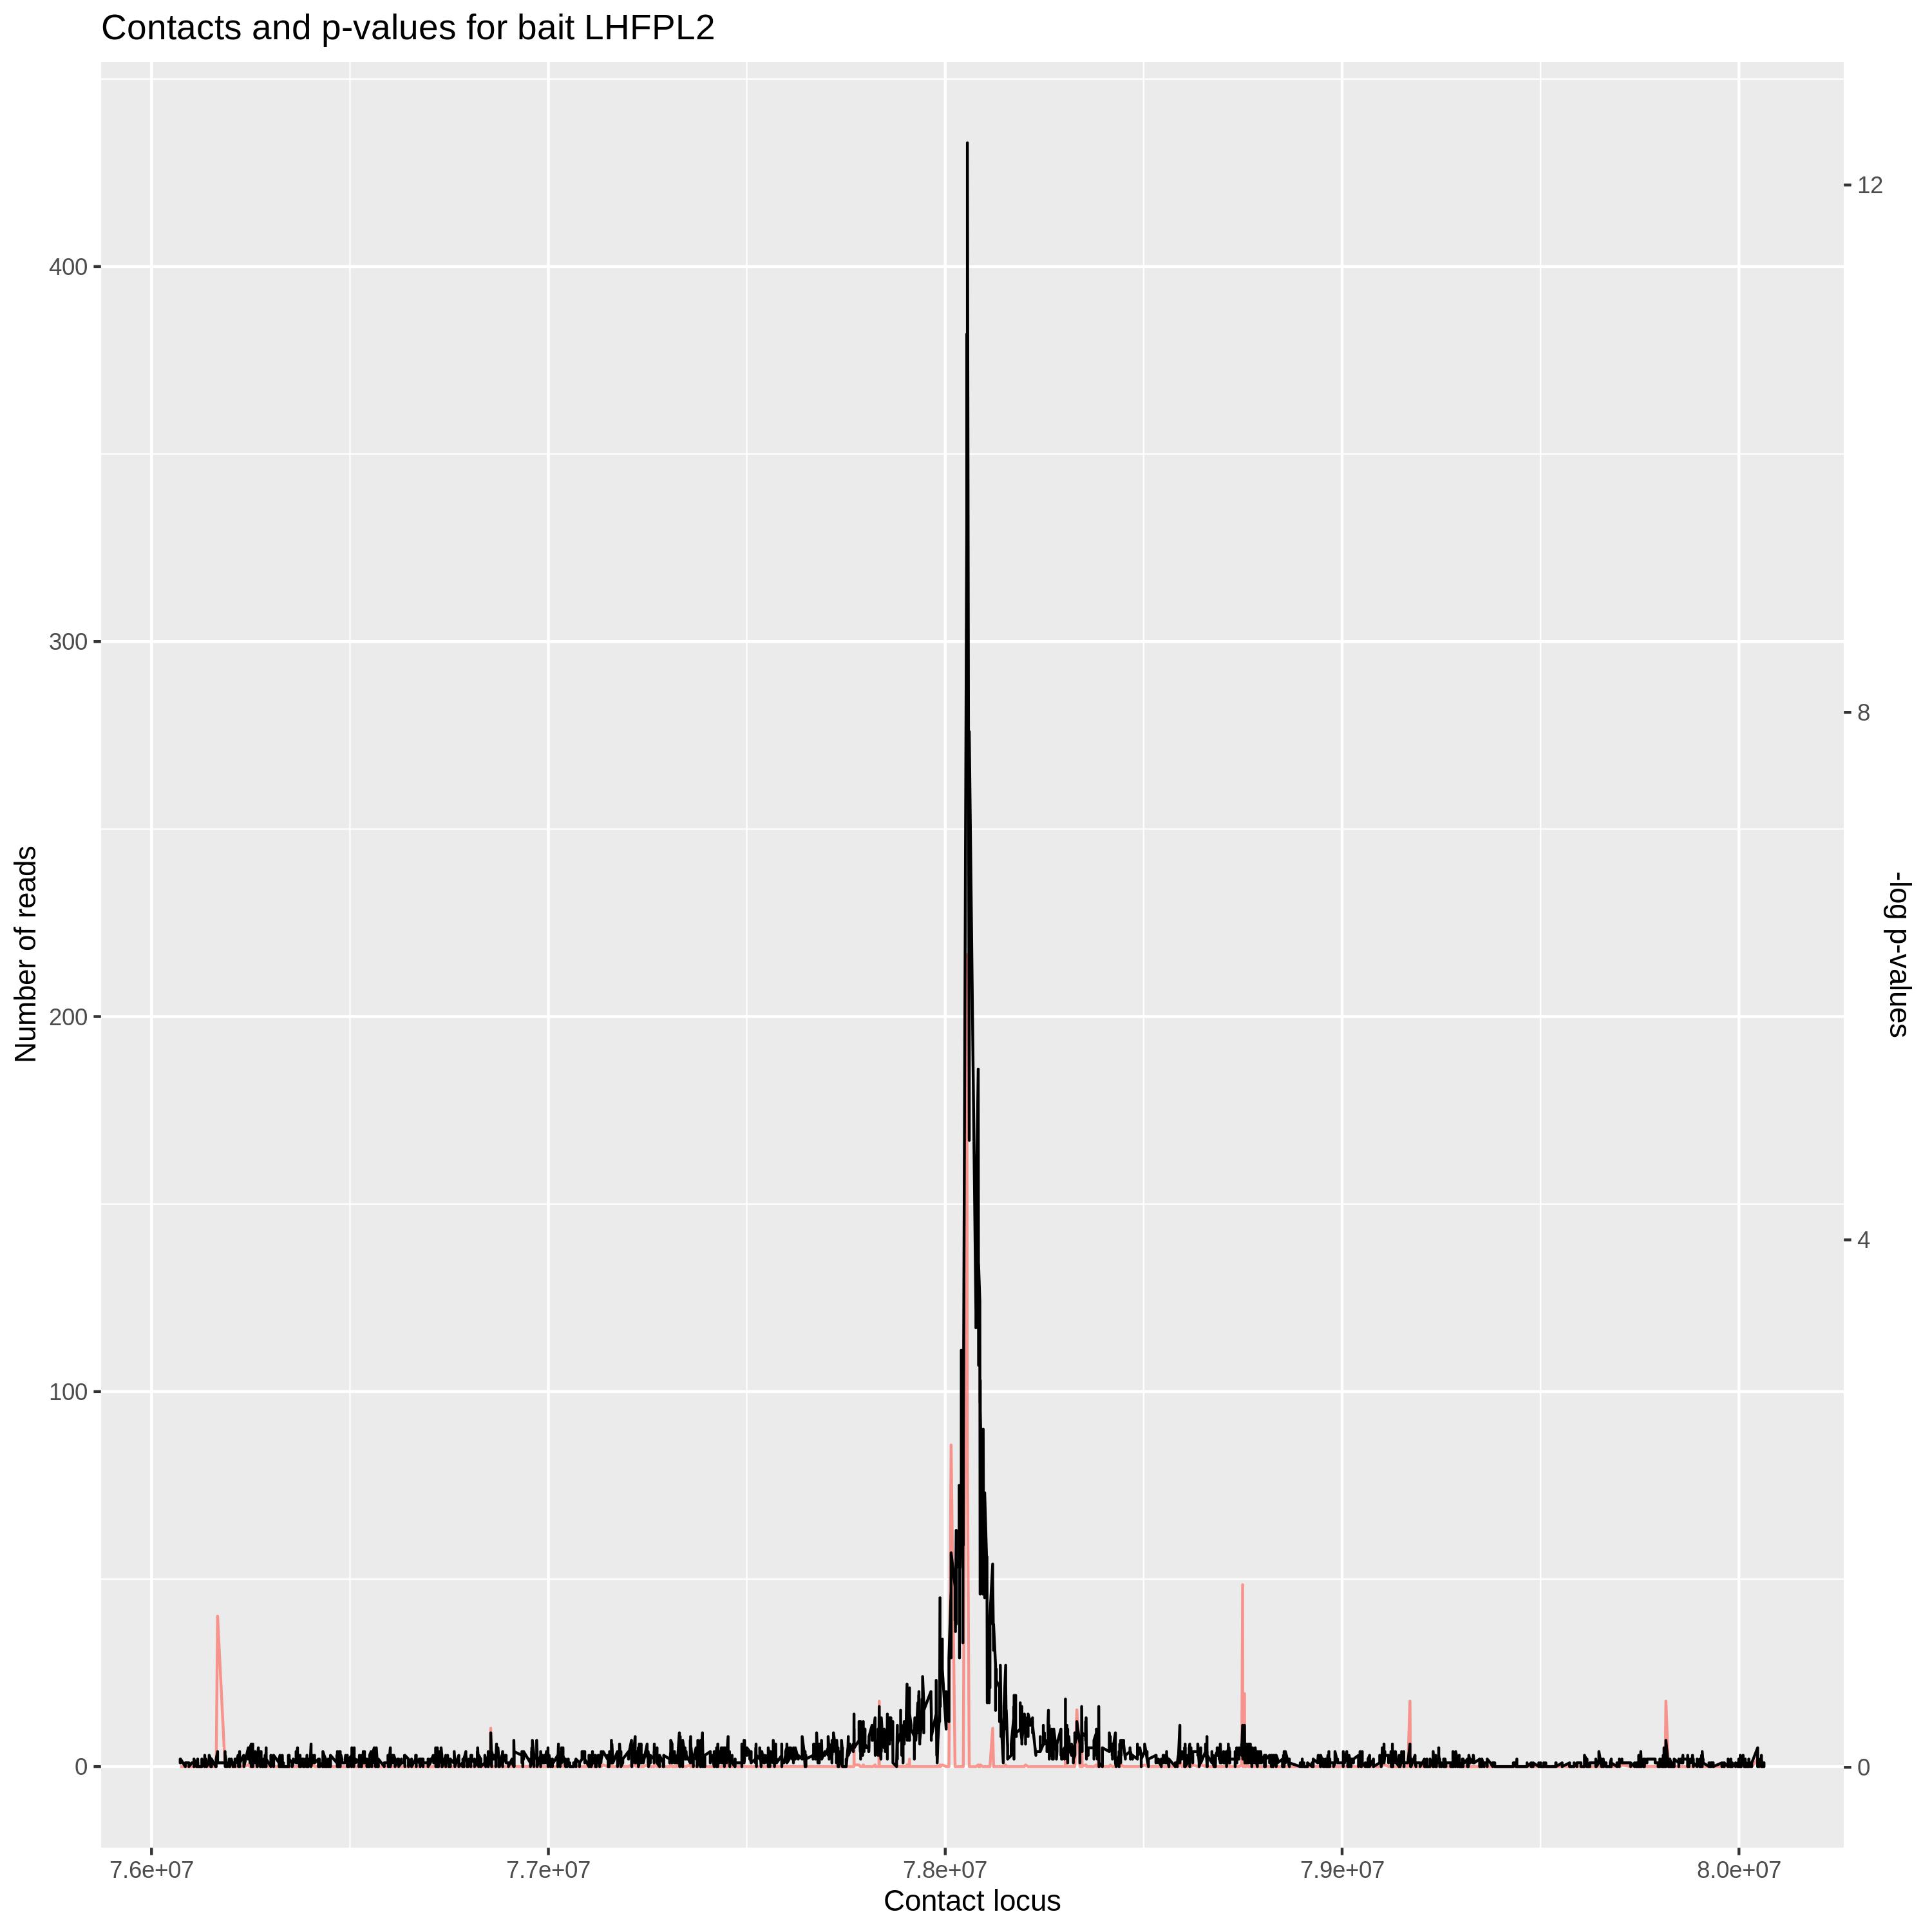 Contacts and p-values for bait LHFPL2
Number of reads
400
300
200
100
0
12
8
4
0
-log p-values
7.6e+07
7.7e+07
7.8e+07
7.9e+07
8.0e+07
Contact locus